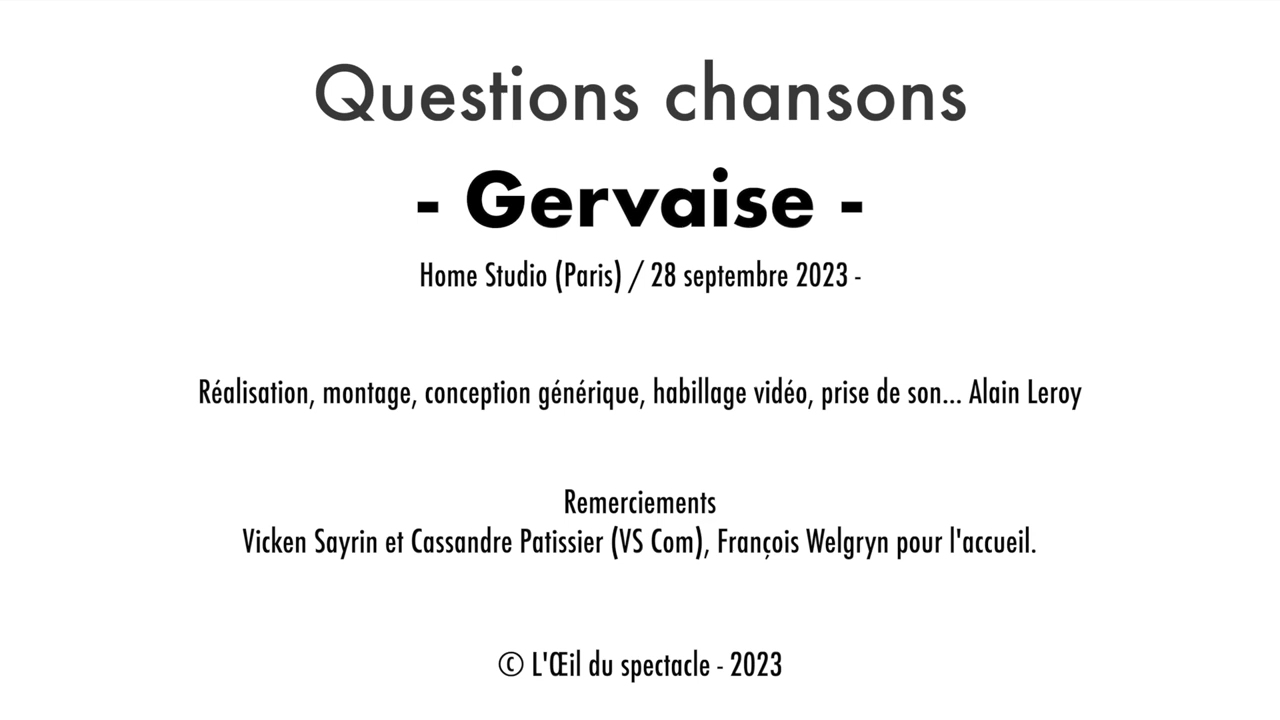 Questions chansons
- Gervaise -
Home Studio (Paris) / 28 septembre 2023 -
Réalisation, montage, conception générique, habillage vidéo, prise de son... Alain Leroy
Remerciements
Vicken Sayrin et Cassandre Patissier (VS Com), François Welgryn pour l'accueil.
© L'Œil du spectacle - 2023